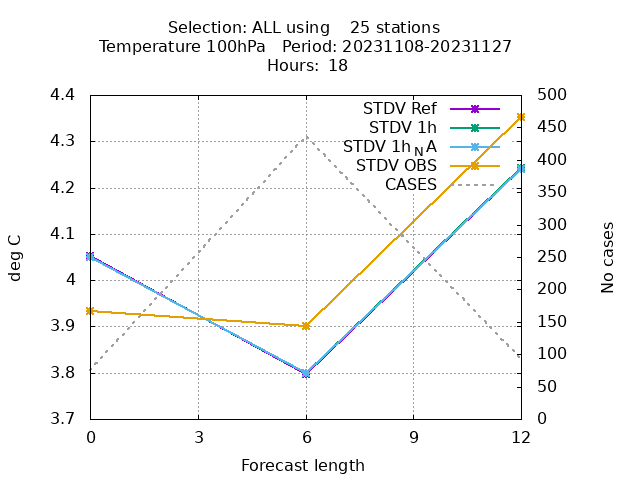 Selection: ALL using    25 stations
Temperature 100hPa   Period: 20231108-20231127
Hours:  18
4.4
4.3
4.2
4.1
4
3.9
3.8
3.7
500
450
400
350
300
250
200
150
100
50
0
STDV Ref
STDV 1h
STDV 1h_N A
STDV OBS
CASES
deg C
No cases
0 3 6 9 12
Forecast length